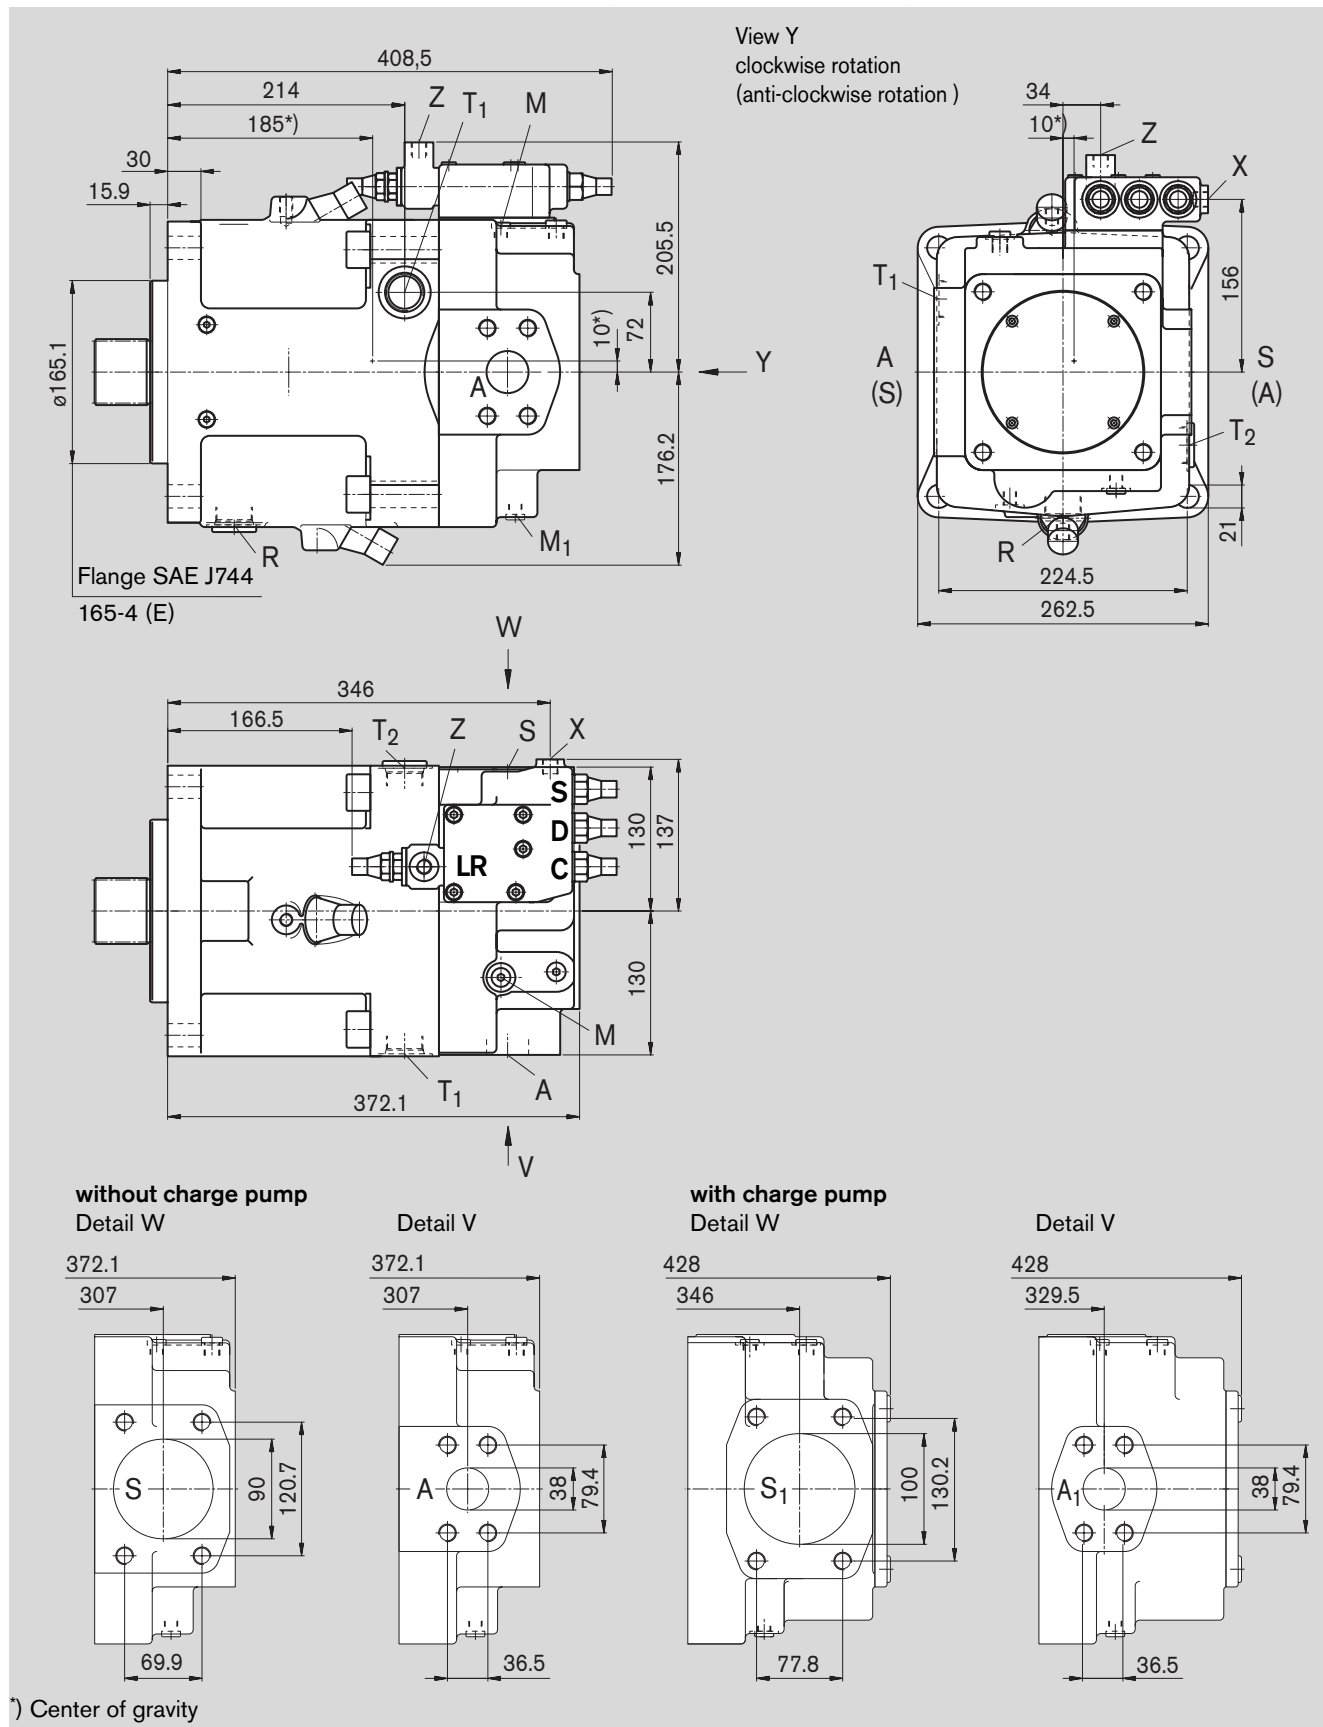 View Y
clockwise rotation
(anti-clockwise rotation )
408,5
214
Z
T1
M
185*)
30
15.9
ø165.1
205.5
10*)
72
A
Y
176.2
R
M1
Flange SAE J744
165-4 (E)
34
10*)
Z
X
T1
156
A
(S)
S
(A)
T2
R
21
224.5
262.5
W
346
166.5
T2
Z
S
X
S
D
LR
C
130
137
130
M
T1
A
372.1
V
without charge pump
Detail W
Detail V
with charge pump
Detail W
Detail V
372.1
307
S
90
120.7
69.9
372.1
307
A
38
79.4
36.5
428
346
S1
100
130.2
77.8
428
329.5
A1
38
79.4
36.5
*) Center of gravity